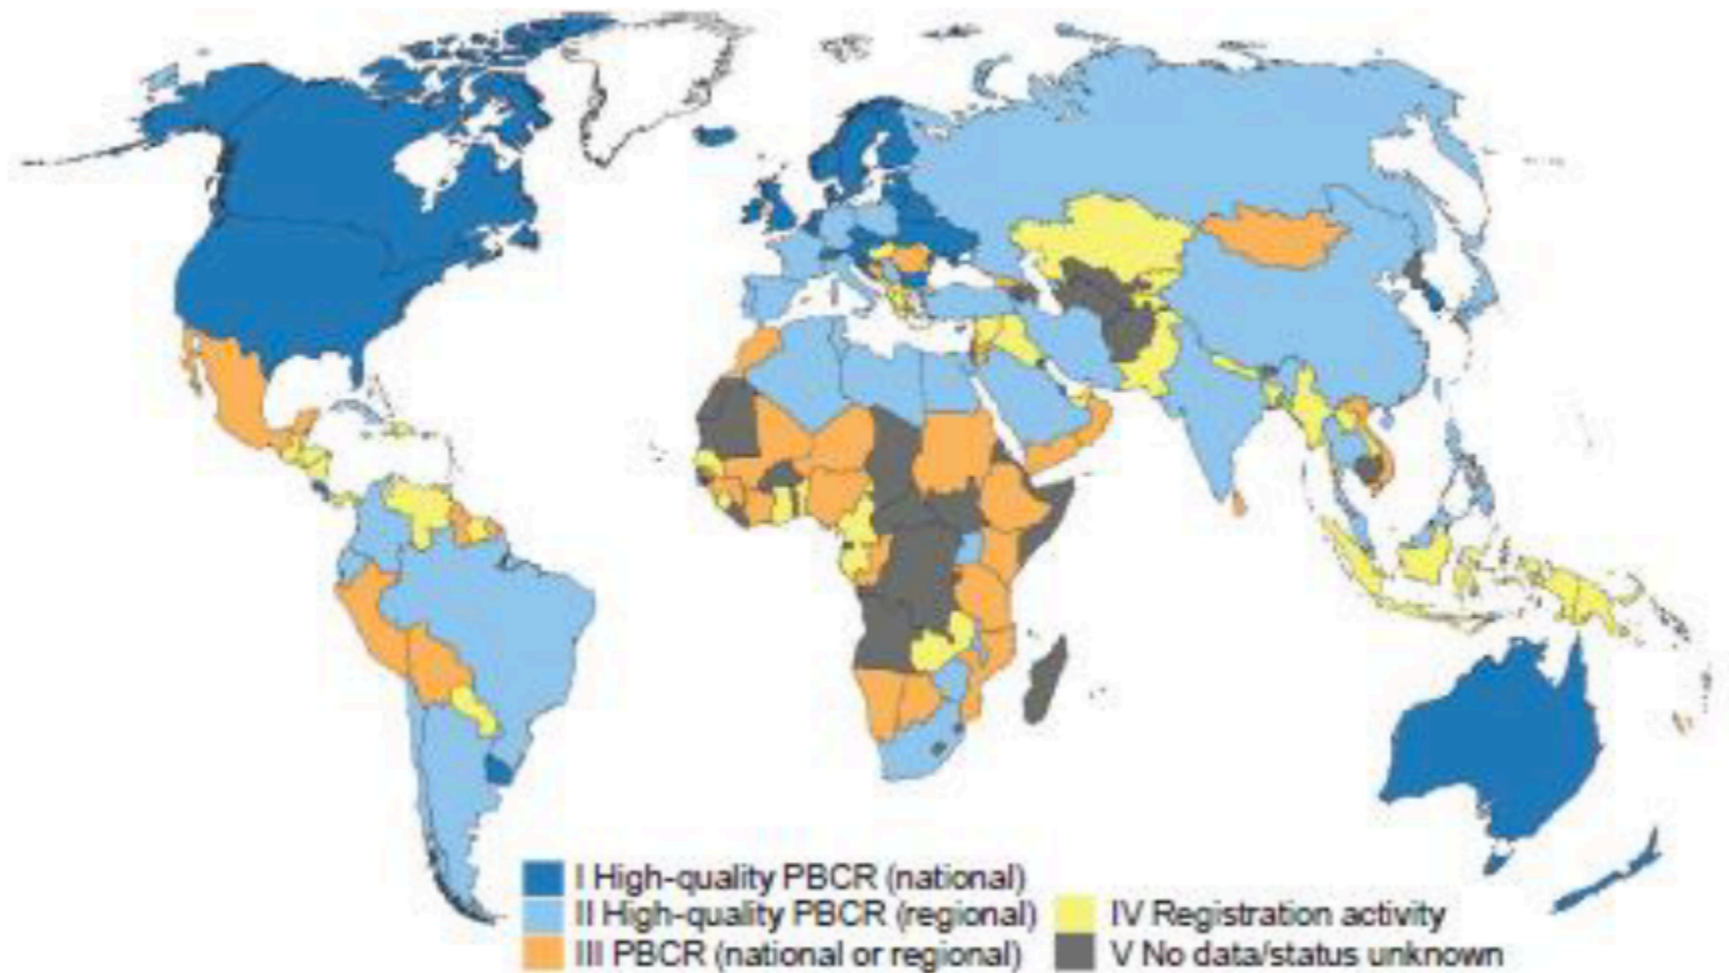 I High-quality PBCR (national)
II High-quality PBCR (regional)
III PBCR (national or regional)
IV Registration activity
V No data/status unknown